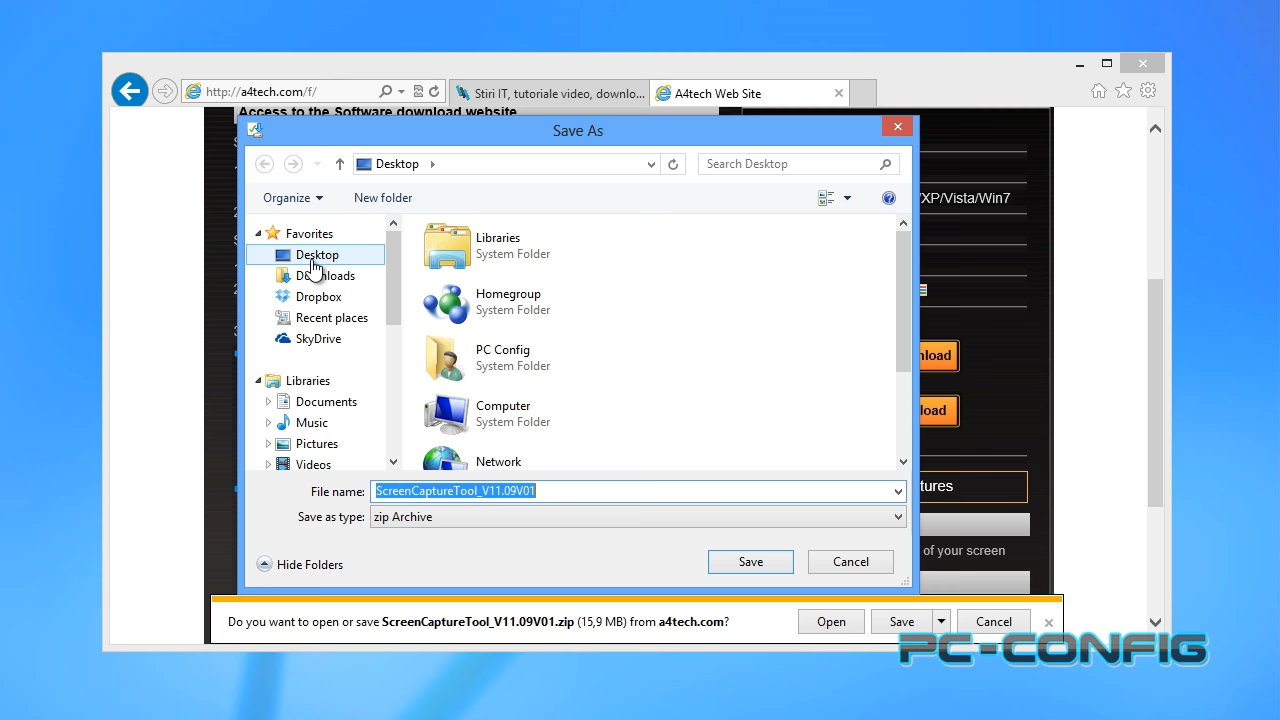 http://a4tech.com/f/
Stiri IT, tutoriale video, downlo...
A4tech Web Site
Access to the Software download website
Save As
Desktop
Search Desktop
Organize
New folder
/XP/Vista/Win7
Favorites
Desktop
Downloads
Dropbox
Recent places
SkyDrive
Libraries
Documents
Music
Pictures
Videos
Libraries
System Folder
Homegroup
System Folder
PC Config
System Folder
Computer
System Folder
Network
nload
load
File name:
ScreenCaptureTool_V11.09V01
tures
Save as type:
zip Archive
of your screen
Hide Folders
Save
Cancel
Do you want to open or save ScreenCaptureTool_V11.09V01.zip (15,9 MB) from a4tech.com?
Open
Save
Cancel
PC-CONFIG